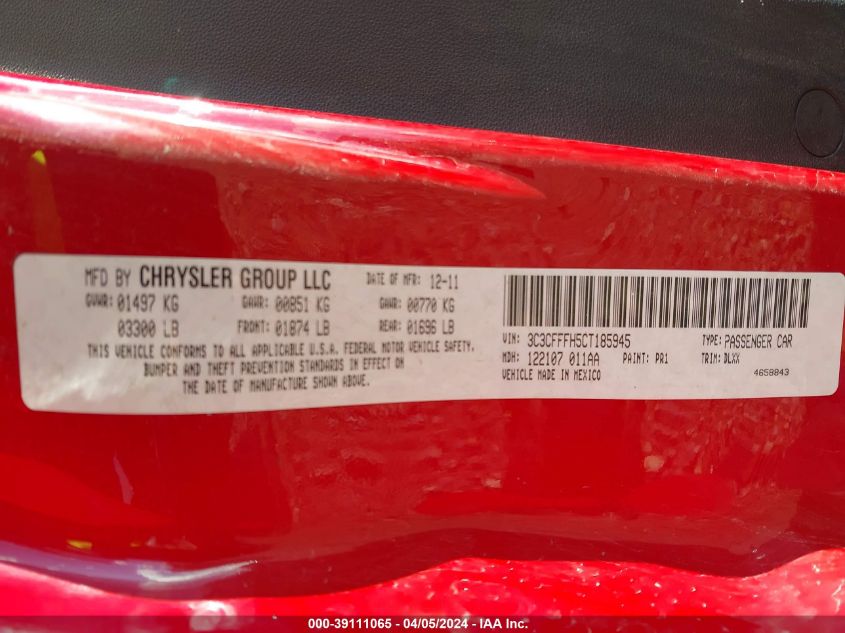 MFD BY CHRYSLER GROUP LLC DATE OF MFR: 12-11
GVWR: 01497 KG GAWR: 00851 KG GAWR: 00770 KG
03300 LB FRONT: 01874 LB REAR: 01696 LB
THIS VEHICLE CONFORMS TO ALL APPLICABLE U.S.A. FEDERAL MOTOR VEHICLE SAFETY,
BUMPER AND THEFT PREVENTION STANDARDS IN EFFECT ON
THE DATE OF MANUFACTURE SHOWN ABOVE.
VIN: 3C3CFFFH5CT185945 TYPE: PASSENGER CAR
MDH: 122107 011AA PAINT: PR1 TRIM: DLXX
VEHICLE MADE IN MEXICO 4658843
000-39111065 / 04/05/2024 - IAA Inc.